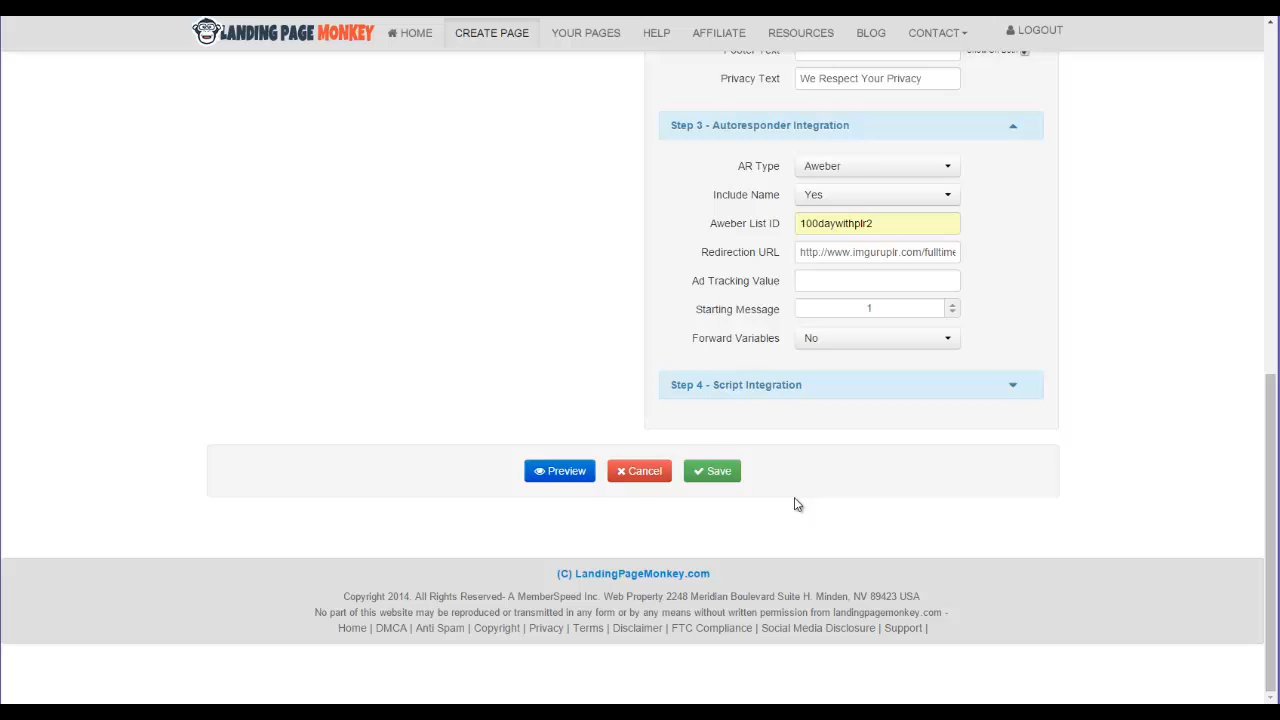 LANDING PAGE MONKEY HOME CREATE PAGE YOUR PAGES HELP AFFILIATE RESOURCES BLOG CONTACT LOGOUT
Footer Text
Privacy Text We Respect Your Privacy
Step 3 - Autoresponder Integration
AR Type Aweber
Include Name Yes
Aweber List ID 100daywithplr2
Redirection URL http://www.imguruplr.com/fulltime
Ad Tracking Value
Starting Message 1
Forward Variables No
Step 4 - Script Integration
Preview Cancel Save
(C) LandingPageMonkey.com
Copyright 2014. All Rights Reserved- A MemberSpeed Inc. Web Property 2248 Meridian Boulevard Suite H. Minden, NV 89423 USA
No part of this website may be reproduced or transmitted in any form or by any means without written permission from landingpagemonkey.com -
Home | DMCA | Anti Spam | Copyright | Privacy | Terms | Disclaimer | FTC Compliance | Social Media Disclosure | Support |